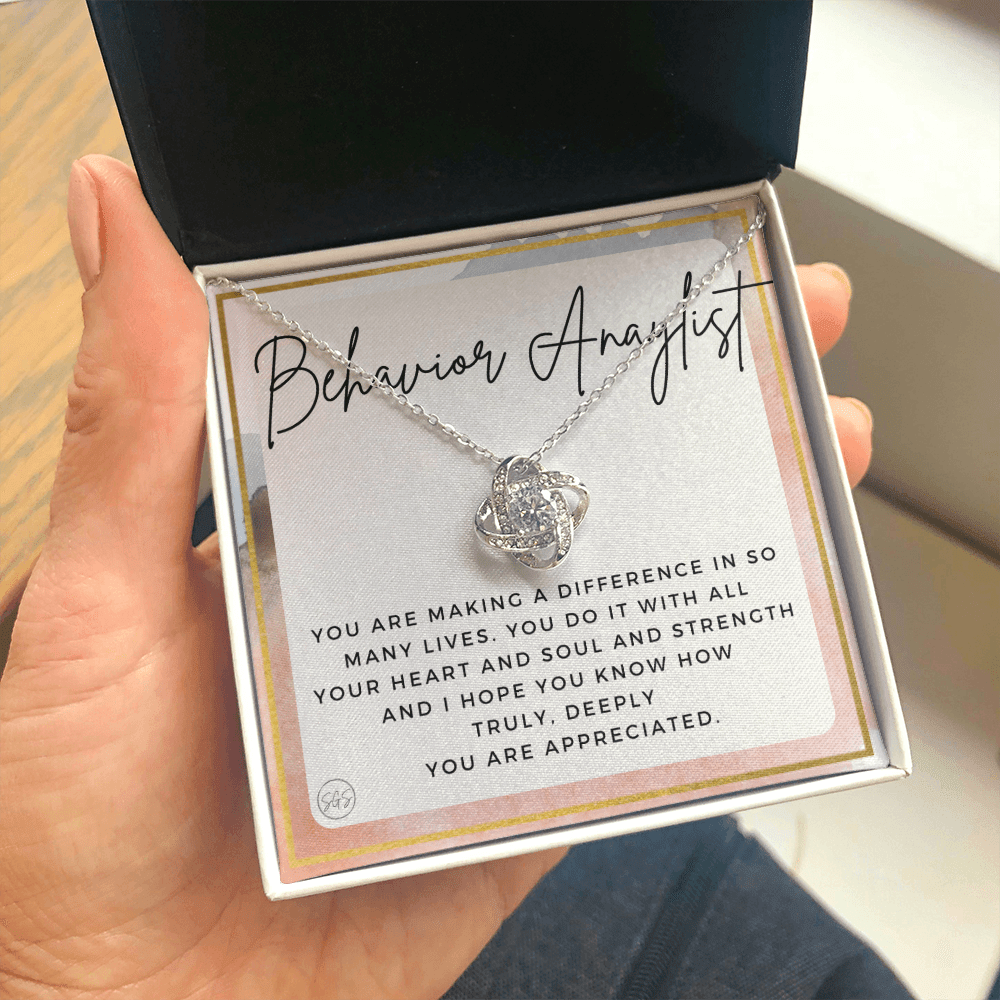 Behavior Anaylist
YOU ARE MAKING A DIFFERENCE IN SO
MANY LIVES. YOU DO IT WITH ALL
YOUR HEART AND SOUL AND STRENGTH
AND I HOPE YOU KNOW HOW
TRULY, DEEPLY
YOU ARE APPRECIATED.
SGS